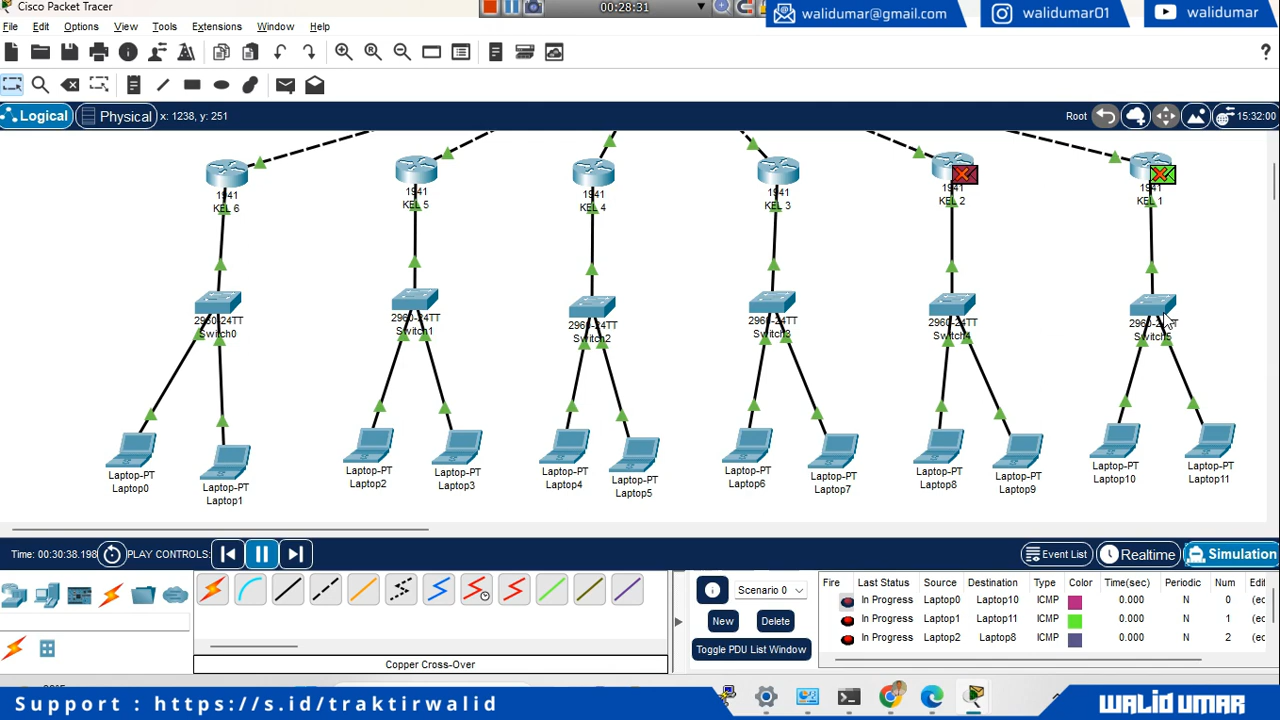 Cisco Packet Tracer
00:28:31
walidumar@gmail.com
walidumar01
walidumar
File Edit Options View Tools Extensions Window Help
Logical
Physical
x: 1238, y: 251
Root
15:32:00
1941
KEL 6
1941
KEL 5
1941
KEL 4
1941
KEL 3
1941
KEL 2
1941
KEL 1
2960-24TT
Switch0
2960-24TT
Switch1
2960-24TT
Switch2
2960-24TT
Switch3
2960-24TT
Switch4
Switch5
Laptop-PT
Laptop0
Laptop-PT
Laptop1
Laptop-PT
Laptop2
Laptop-PT
Laptop3
Laptop-PT
Laptop4
Laptop-PT
Laptop5
Laptop-PT
Laptop6
Laptop-PT
Laptop7
Laptop-PT
Laptop8
Laptop-PT
Laptop9
Laptop-PT
Laptop10
Laptop-PT
Laptop11
Time: 00:30:38.198
PLAY CONTROLS:
Event List
Realtime
Simulation
Scenario 0
New
Delete
Toggle PDU List Window
Fire Last Status Source Destination Type Color Time(sec) Periodic Num Edit
In Progress Laptop0 Laptop10 ICMP 0.000 N 0 (ec
In Progress Laptop1 Laptop11 ICMP 0.000 N 1 (ec
In Progress Laptop2 Laptop8 ICMP 0.000 N 2 (ec
Copper Cross-Over
Support : https://s.id/traktirwalid
WALID UMAR